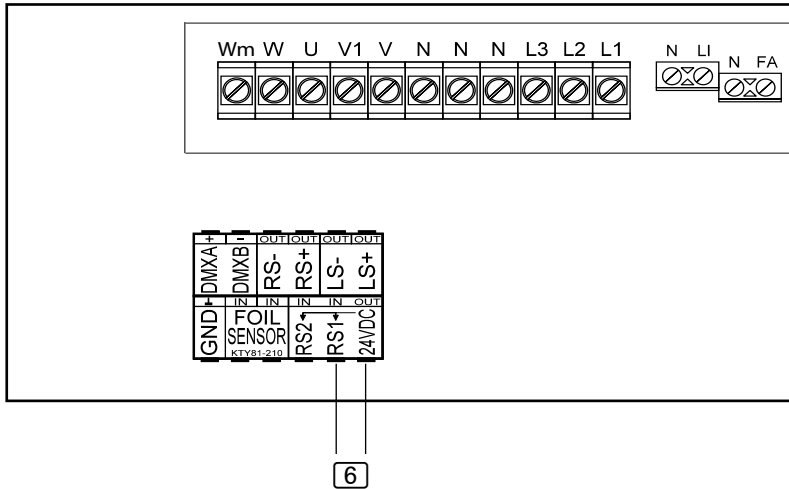 Wm W U V1 V N N N L3 L2 L1
N LI
N FA
+ - OUT OUT OUT OUT
DMXA DMXB RS- RS+ LS- LS+
IN IN IN IN OUT
GND FOIL SENSOR KTY81-210 RS2 RS1 24VDC
6